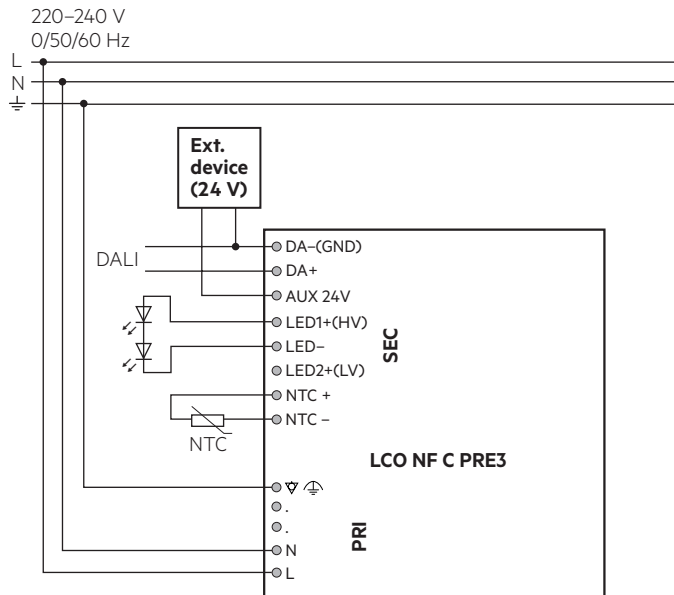 220–240 V
0/50/60 Hz
L
N
Ext.
device
(24 V)
DALI
DA–(GND)
DA+
AUX 24V
LED1+(HV)
LED–
LED2+(LV)
NTC +
NTC –
NTC
SEC
LCO NF C PRE3
.
.
PRI
N
L